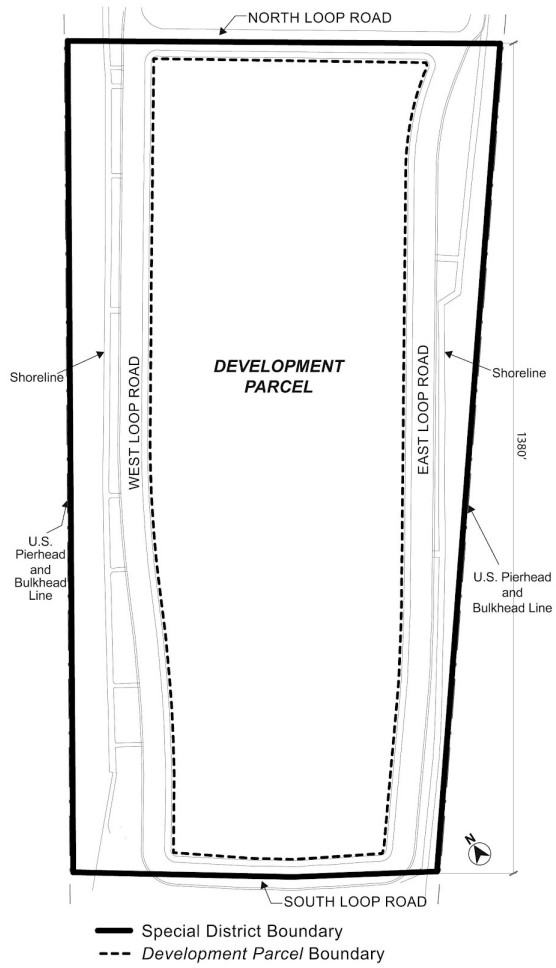 NORTH LOOP ROAD
DEVELOPMENT
PARCEL
WEST LOOP ROAD
EAST LOOP ROAD
Shoreline
Shoreline
1380'
U.S.
Pierhead
and
Bulkhead
Line
U.S. Pierhead
and
Bulkhead Line
N
SOUTH LOOP ROAD
Special District Boundary
Development Parcel Boundary